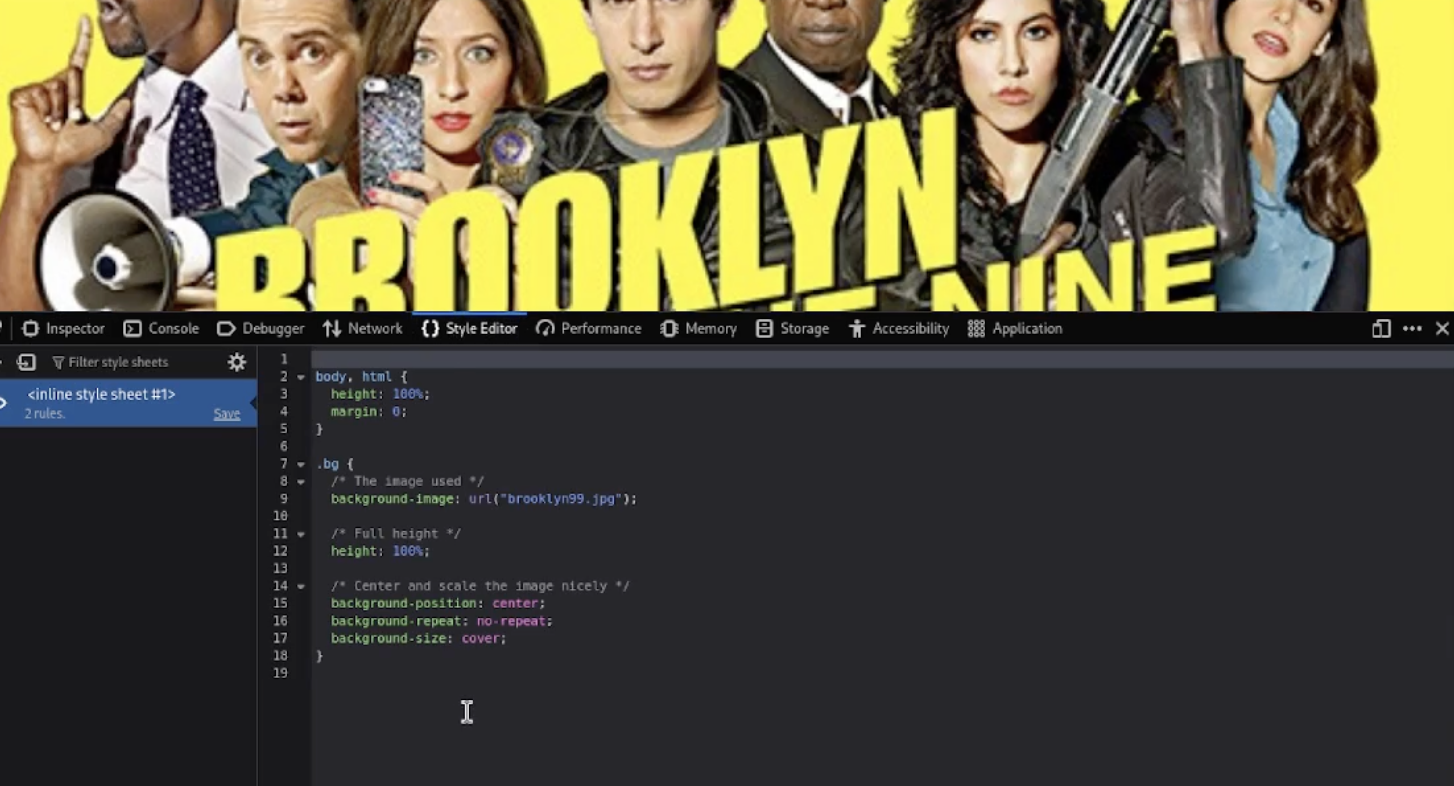 BROOKLYN
NINE
Inspector Console Debugger Network Style Editor Performance Memory Storage Accessibility Application
Filter style sheets
<inline style sheet #1>
2 rules. Save
1
2 body, html {
3 height: 100%;
4 margin: 0;
5 }
6
7 .bg {
8 /* The image used */
9 background-image: url("brooklyn99.jpg");
10
11 /* Full height */
12 height: 100%;
13
14 /* Center and scale the image nicely */
15 background-position: center;
16 background-repeat: no-repeat;
17 background-size: cover;
18 }
19